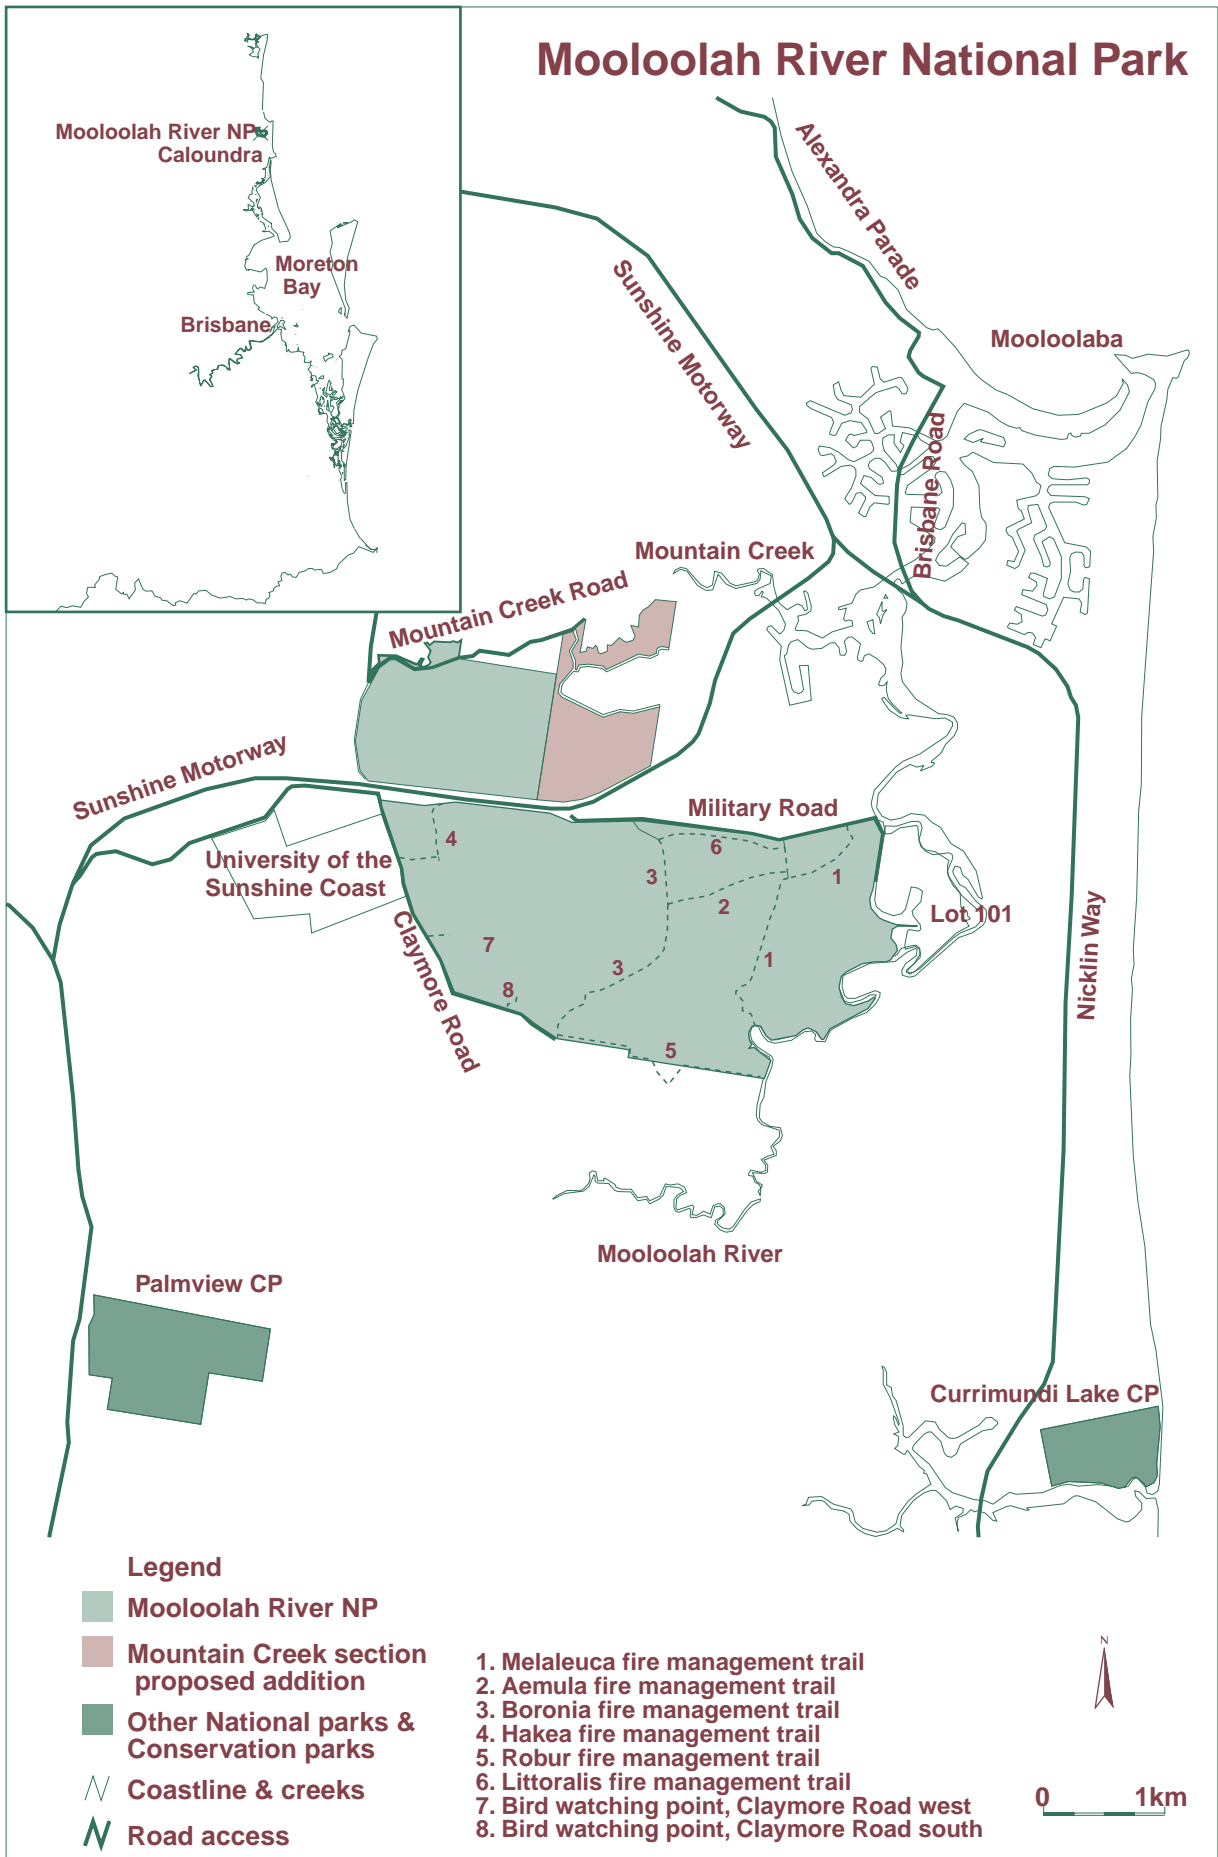 Mooloolah River National Park
Mooloolah River NP
Caloundra
Moreton
Bay
Brisbane
Alexandra Parade
Sunshine Motorway
Mooloolaba
Brisbane Road
Mountain Creek
Mountain Creek Road
Sunshine Motorway
Military Road
4
6
University of the
Sunshine Coast
3
1
2
Lot 101
Claymore Road
7
3
1
8
Nicklin Way
5
Mooloolah River
Palmview CP
Currimundi Lake CP
Legend
Mooloolah River NP
Mountain Creek section
proposed addition
Other National parks &
Conservation parks
Coastline & creeks
Road access
1. Melaleuca fire management trail
2. Aemula fire management trail
3. Boronia fire management trail
4. Hakea fire management trail
5. Robur fire management trail
6. Littoralis fire management trail
7. Bird watching point, Claymore Road west
8. Bird watching point, Claymore Road south
N
0 1km